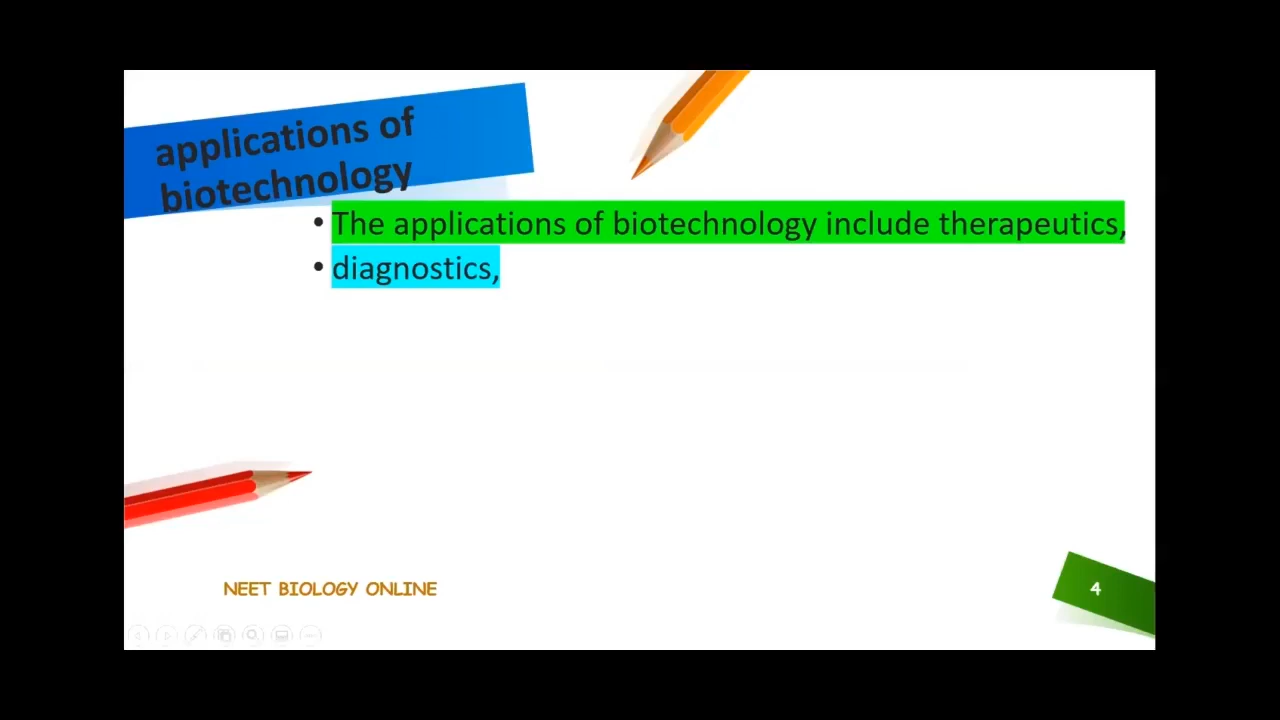 applications of
biotechnology
• The applications of biotechnology include therapeutics,
• diagnostics,
NEET BIOLOGY ONLINE
4